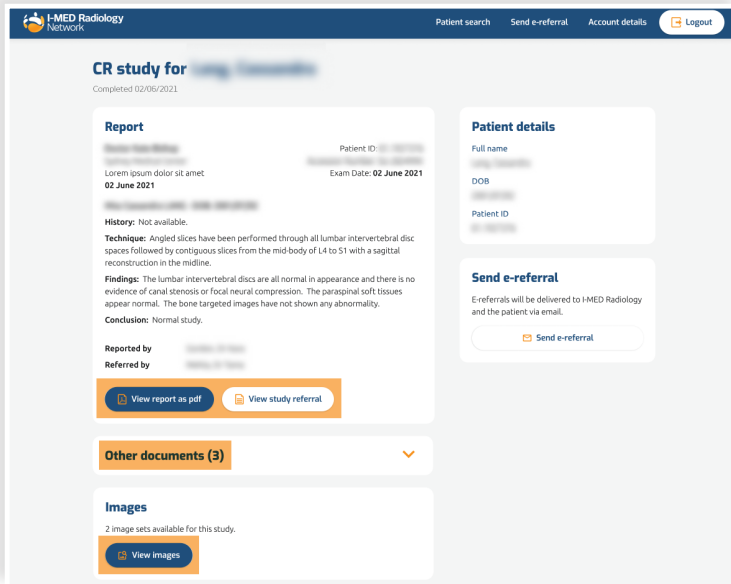 I-MED Radiology
Network
Patient search
Send e-referral
Account details
Logout
CR study for
Completed 02/06/2021
Report
Patient ID:
Lorem ipsum dolor sit amet
Exam Date: 02 June 2021
02 June 2021
History: Not available.
Technique: Angled slices have been performed through all lumbar intervertebral disc
spaces followed by contiguous slices from the mid-body of L4 to S1 with a sagittal
reconstruction in the midline.
Findings: The lumbar intervertebral discs are all normal in appearance and there is no
evidence of canal stenosis or focal neural compression. The paraspinal soft tissues
appear normal. The bone targeted images have not shown any abnormality.
Conclusion: Normal study.
Reported by
Referred by
View report as pdf
View study referral
Other documents (3)
Images
2 image sets available for this study.
View images
Patient details
Full name
DOB
Patient ID
Send e-referral
E-referrals will be delivered to I-MED Radiology
and the patient via email.
Send e-referral